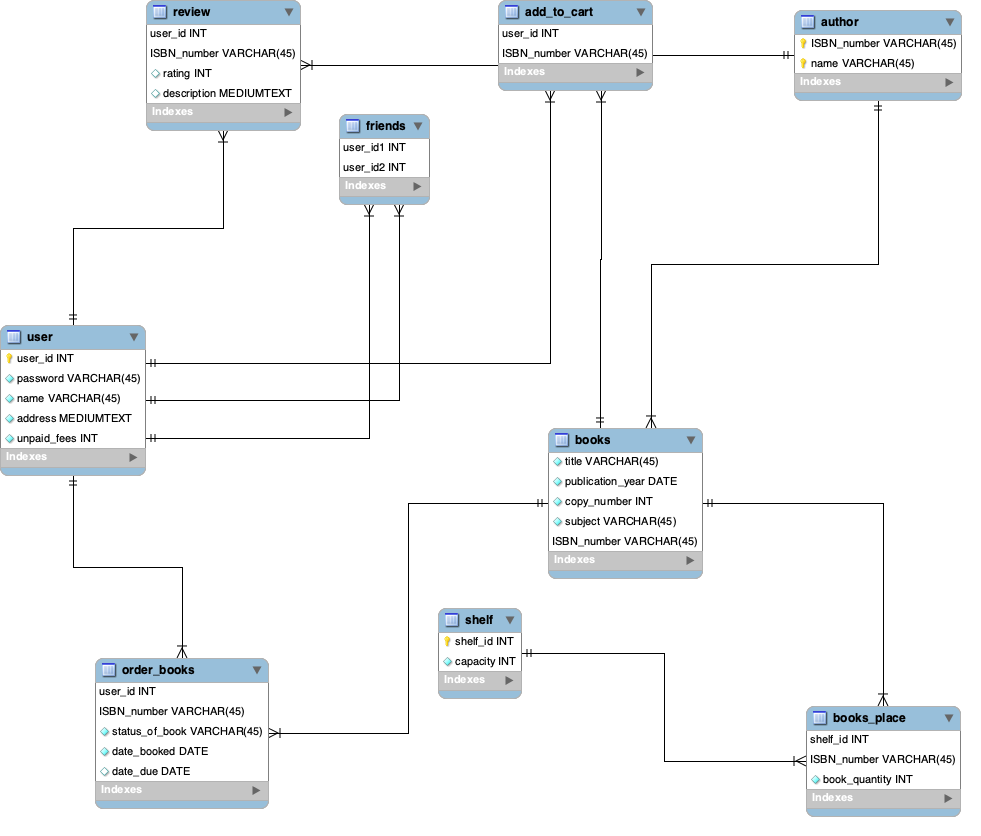 review
user_id INT
ISBN_number VARCHAR(45)
rating INT
description MEDIUMTEXT
Indexes
add_to_cart
user_id INT
ISBN_number VARCHAR(45)
Indexes
author
ISBN_number VARCHAR(45)
name VARCHAR(45)
Indexes
friends
user_id1 INT
user_id2 INT
Indexes
user
user_id INT
password VARCHAR(45)
name VARCHAR(45)
address MEDIUMTEXT
unpaid_fees INT
Indexes
books
title VARCHAR(45)
publication_year DATE
copy_number INT
subject VARCHAR(45)
ISBN_number VARCHAR(45)
Indexes
shelf
shelf_id INT
capacity INT
Indexes
order_books
user_id INT
ISBN_number VARCHAR(45)
status_of_book VARCHAR(45)
date_booked DATE
date_due DATE
Indexes
books_place
shelf_id INT
ISBN_number VARCHAR(45)
book_quantity INT
Indexes